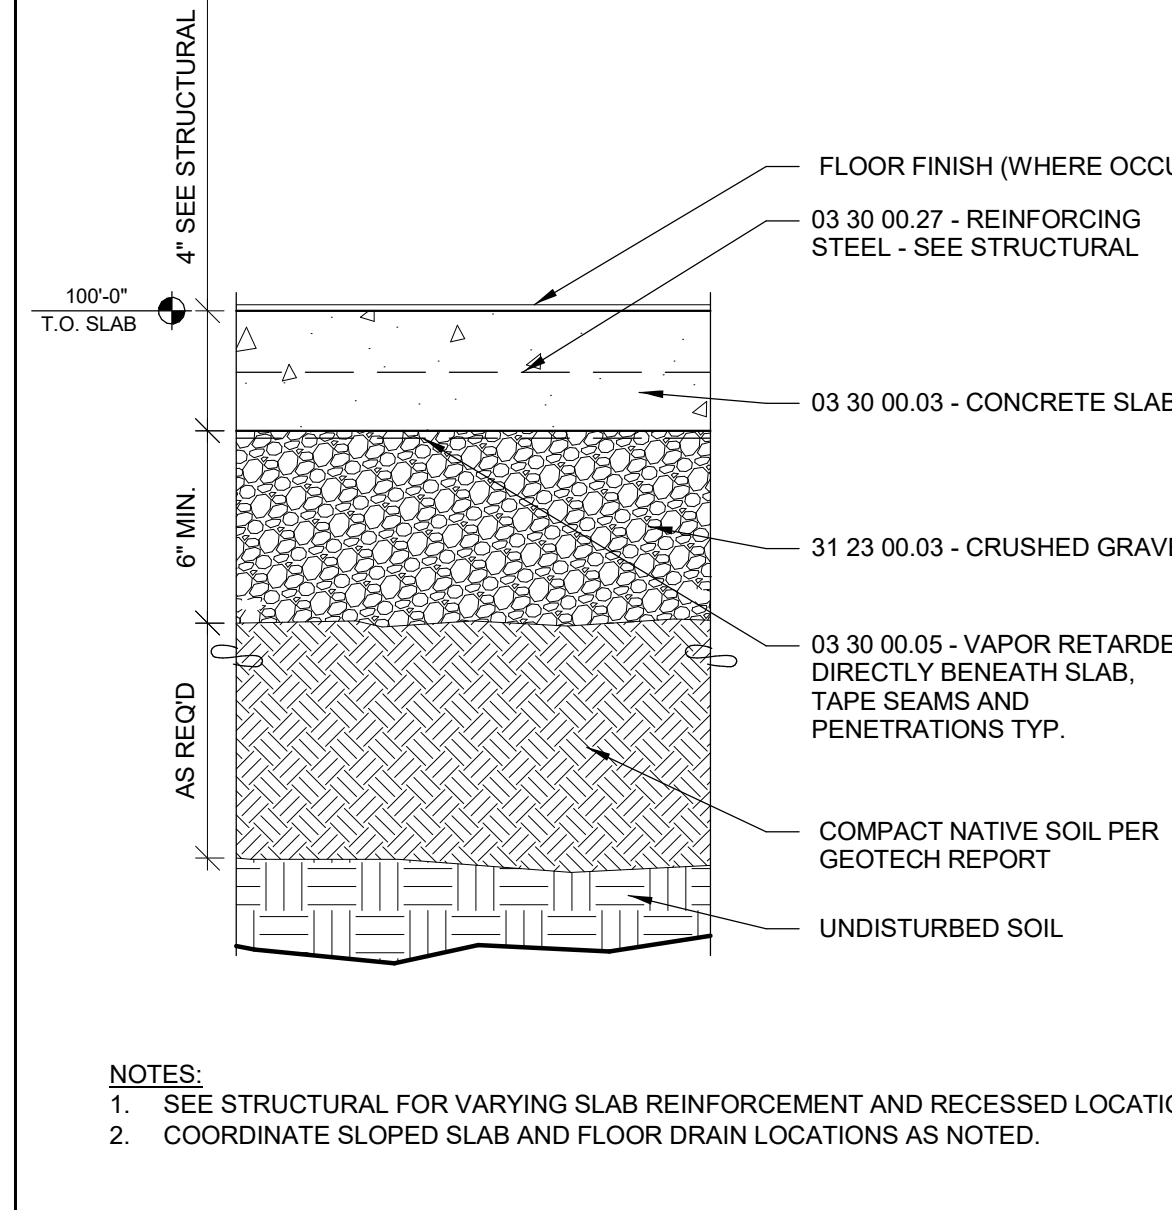 4" SEE STRUCTURAL
FLOOR FINISH (WHERE OCCU
03 30 00.27 - REINFORCING
STEEL - SEE STRUCTURAL
100'-0"
T.O. SLAB
03 30 00.03 - CONCRETE SLAB
6" MIN.
31 23 00.03 - CRUSHED GRAVE
03 30 00.05 - VAPOR RETARDE
DIRECTLY BENEATH SLAB,
TAPE SEAMS AND
PENETRATIONS TYP.
AS REQ'D
COMPACT NATIVE SOIL PER
GEOTECH REPORT
UNDISTURBED SOIL
NOTES:
1. SEE STRUCTURAL FOR VARYING SLAB REINFORCEMENT AND RECESSED LOCATIO
2. COORDINATE SLOPED SLAB AND FLOOR DRAIN LOCATIONS AS NOTED.